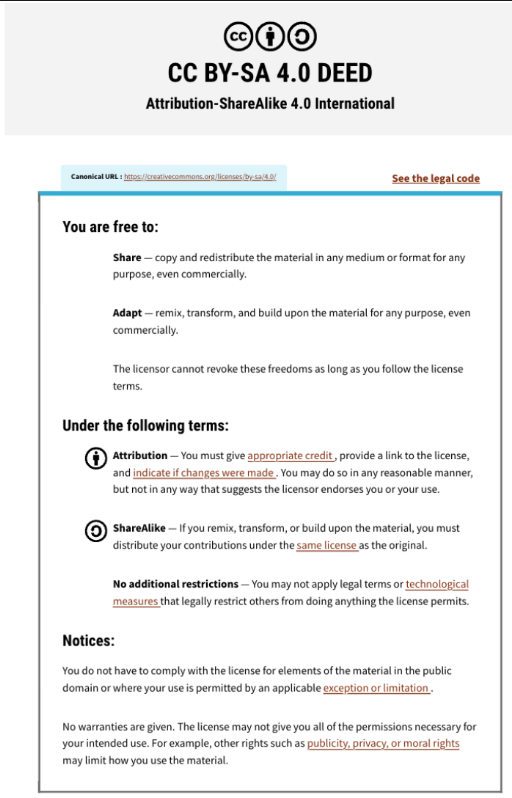 cc
CC BY-SA 4.0 DEED
Attribution-ShareAlike 4.0 International
Canonical URL : https://creativecommons.org/licenses/by-sa/4.0/
See the legal code
You are free to:
Share — copy and redistribute the material in any medium or format for any
purpose, even commercially.
Adapt — remix, transform, and build upon the material for any purpose, even
commercially.
The licensor cannot revoke these freedoms as long as you follow the license
terms.
Under the following terms:
Attribution — You must give appropriate credit , provide a link to the license,
and indicate if changes were made . You may do so in any reasonable manner,
but not in any way that suggests the licensor endorses you or your use.
ShareAlike — If you remix, transform, or build upon the material, you must
distribute your contributions under the same license as the original.
No additional restrictions — You may not apply legal terms or technological
measures that legally restrict others from doing anything the license permits.
Notices:
You do not have to comply with the license for elements of the material in the public
domain or where your use is permitted by an applicable exception or limitation .
No warranties are given. The license may not give you all of the permissions necessary for
your intended use. For example, other rights such as publicity, privacy, or moral rights
may limit how you use the material.